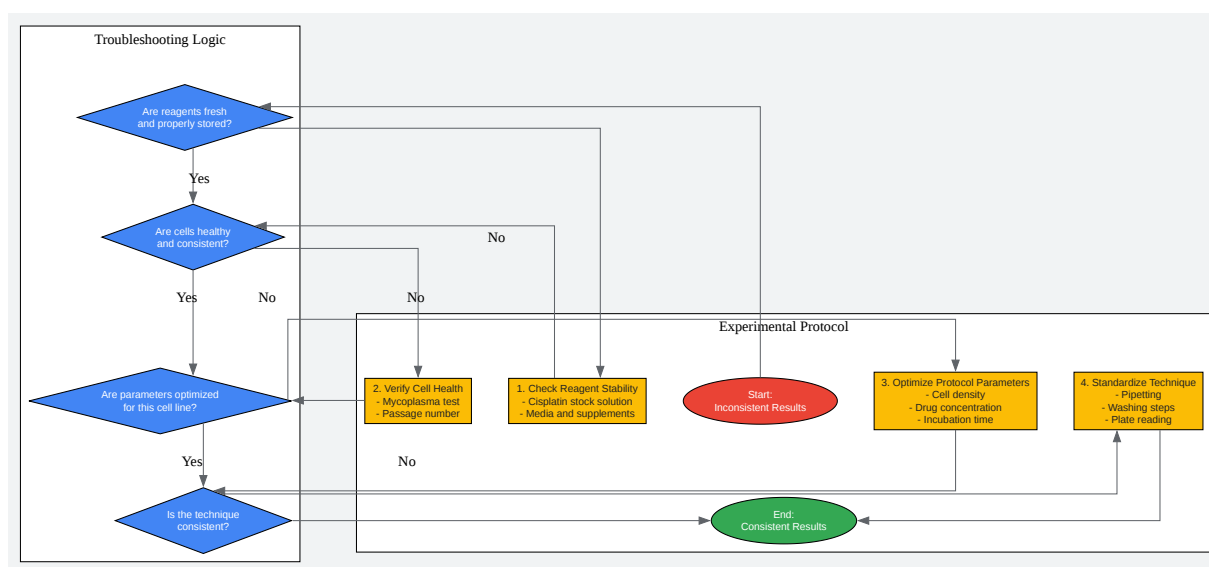 Troubleshooting Logic
Are reagents fresh
and properly stored?
Yes
Are cells healthy
and consistent?
No
Yes
No
No
Experimental Protocol
Are parameters optimized
for this cell line?
2. Verify Cell Health
- Mycoplasma test
- Passage number
1. Check Reagent Stability
- Cisplatin stock solution
- Media and supplements
Start:
Inconsistent Results
3. Optimize Protocol Parameters
- Cell density
- Drug concentration
- Incubation time
4. Standardize Technique
- Pipetting
- Washing steps
- Plate reading
Yes
No
Is the technique
consistent?
End:
Consistent Results